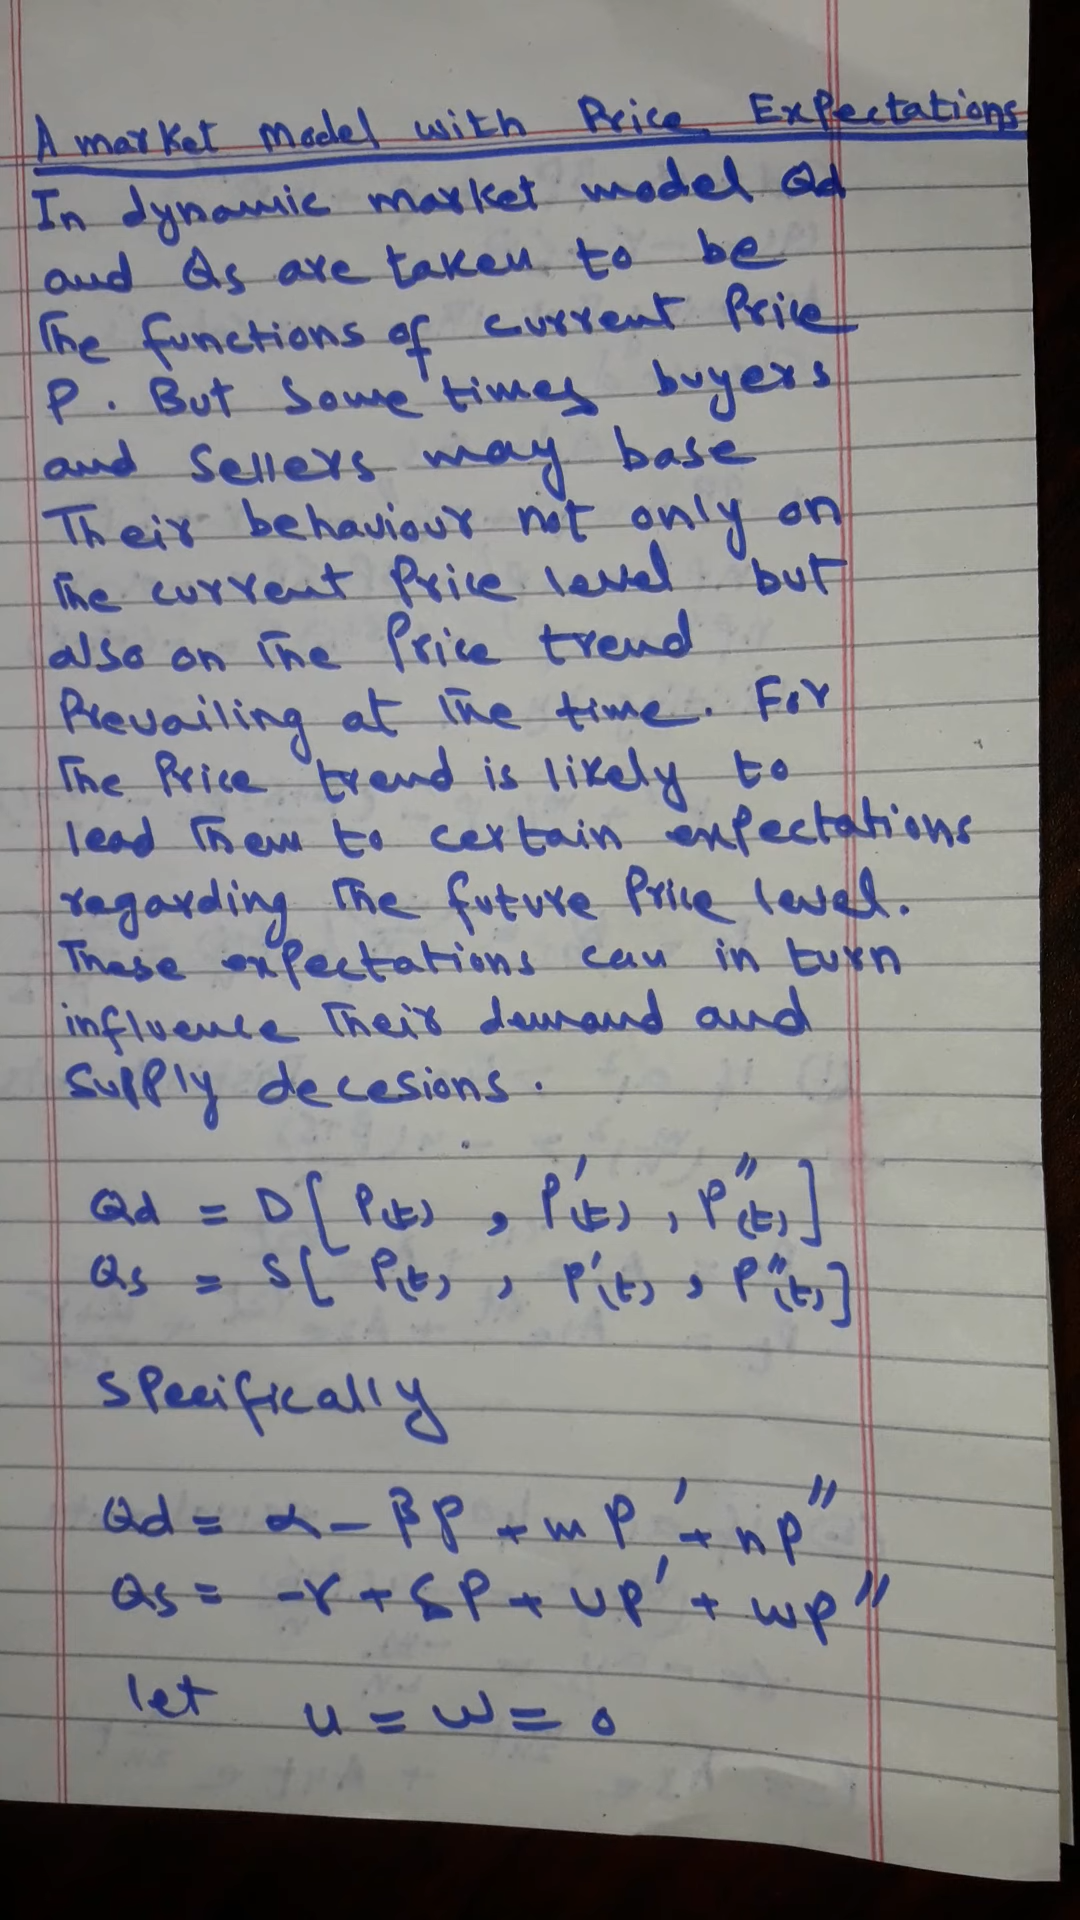 A market Model with Price Expectations
In dynamic market model Qd
and Qs are taken to be
The functions of current Price
P. But Sometimes buyers
and Sellers may base
Their behaviour not only on
The current Price level but
also on The Price trend
Prevailing at The time. For
The Price trend is likely to
lead Them to certain expectations
regarding The future Price level.
These expectations can in turn
influence Their demand and
Supply decesions.
Qd = D[ P(t) , P'(t) , P"(t) ]
Qs = S[ P(t) , P'(t) , P"(t) ]
Specifically
Qd = α - βP + mP' + nP"
Qs = -γ + δP + uP' + wP"
let u = w = 0